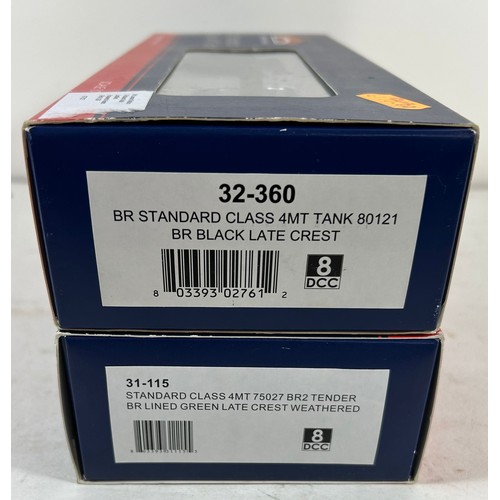 32-360
BR STANDARD CLASS 4MT TANK 80121
BR BLACK LATE CREST
8 03393 02761 2
8
DCC
31-115
STANDARD CLASS 4MT 75027 BR2 TENDER
BR LINED GREEN LATE CREST WEATHERED
8
DCC